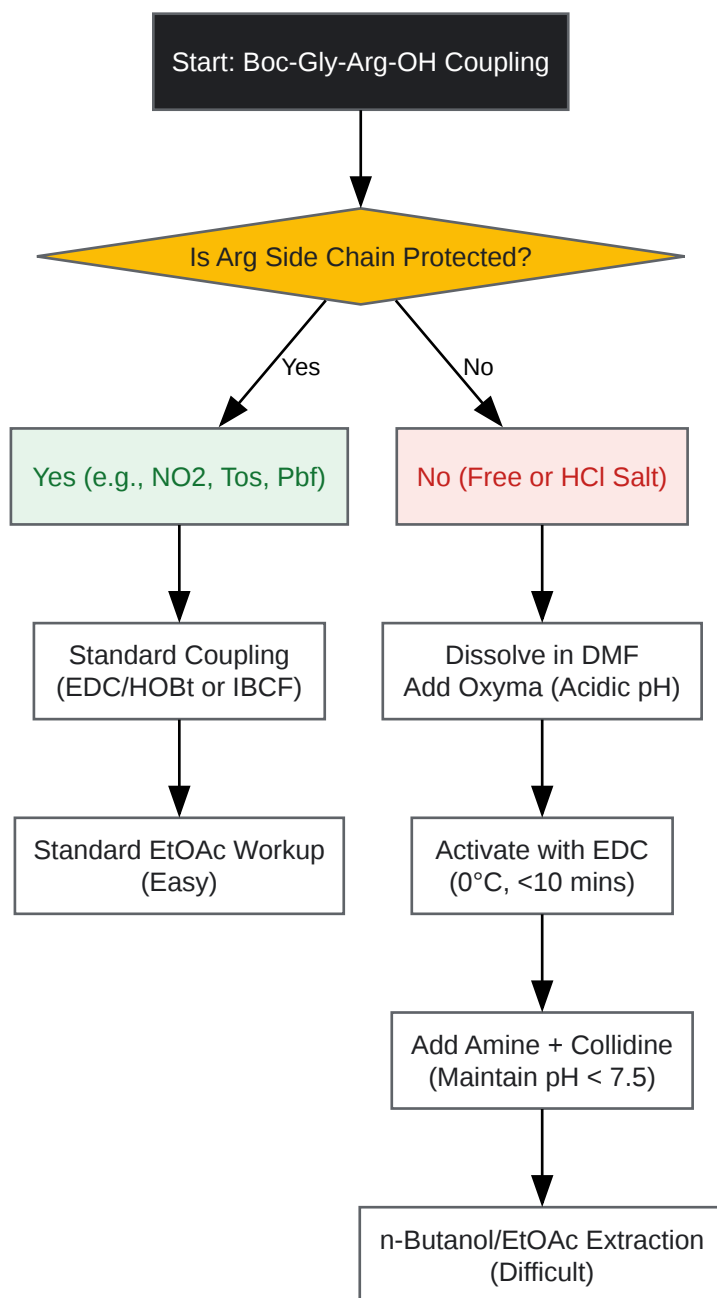 Start: Boc-Gly-Arg-OH Coupling
Is Arg Side Chain Protected?
Yes
No
Yes (e.g., NO2, Tos, Pbf)
No (Free or HCl Salt)
Standard Coupling
(EDC/HOBt or IBCF)
Dissolve in DMF
Add Oxyma (Acidic pH)
Standard EtOAc Workup
(Easy)
Activate with EDC
(0°C, <10 mins)
Add Amine + Collidine
(Maintain pH < 7.5)
n-Butanol/EtOAc Extraction
(Difficult)